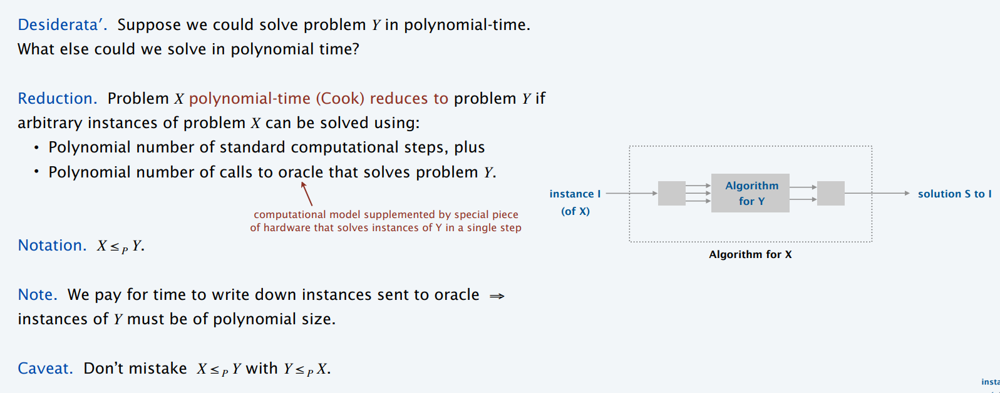 Desiderata′. Suppose we could solve problem Y in polynomial-time.
What else could we solve in polynomial time?
Reduction. Problem X polynomial-time (Cook) reduces to problem Y if
arbitrary instances of problem X can be solved using:
• Polynomial number of standard computational steps, plus
• Polynomial number of calls to oracle that solves problem Y.
computational model supplemented by special piece
of hardware that solves instances of Y in a single step
instance I
(of X)
Algorithm
for Y
solution S to I
Algorithm for X
Notation. X ≤ P Y.
Note. We pay for time to write down instances sent to oracle ⇒
instances of Y must be of polynomial size.
Caveat. Don’t mistake X ≤ P Y with Y ≤ P X.
insta